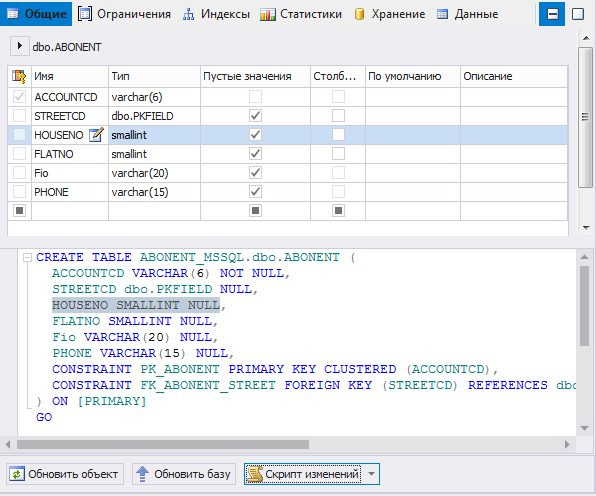 Общие Ограничения Индексы Статистики Хранение Данные
dbo.ABONENT
Имя Тип Пустые значения Столб... По умолчанию Описание
ACCOUNTCD varchar(6)
STREETCD dbo.PKFIELD
HOUSENO smallint
FLATNO smallint
Fio varchar(20)
PHONE varchar(15)
CREATE TABLE ABONENT_MSSQL.dbo.ABONENT (
ACCOUNTCD VARCHAR(6) NOT NULL,
STREETCD dbo.PKFIELD NULL,
HOUSENO SMALLINT NULL,
FLATNO SMALLINT NULL,
Fio VARCHAR(20) NULL,
PHONE VARCHAR(15) NULL,
CONSTRAINT PK_ABONENT PRIMARY KEY CLUSTERED (ACCOUNTCD),
CONSTRAINT FK_ABONENT_STREET FOREIGN KEY (STREETCD) REFERENCES dbo
) ON [PRIMARY]
GO
Обновить объект Обновить базу Скрипт изменений